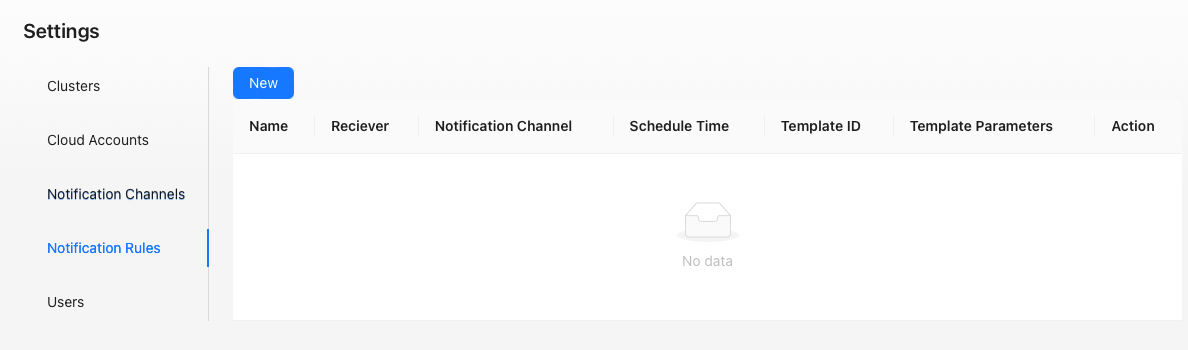 Settings
Clusters
Cloud Accounts
Notification Channels
Notification Rules
Users
New
Name Reciever Notification Channel Schedule Time Template ID Template Parameters Action
No data